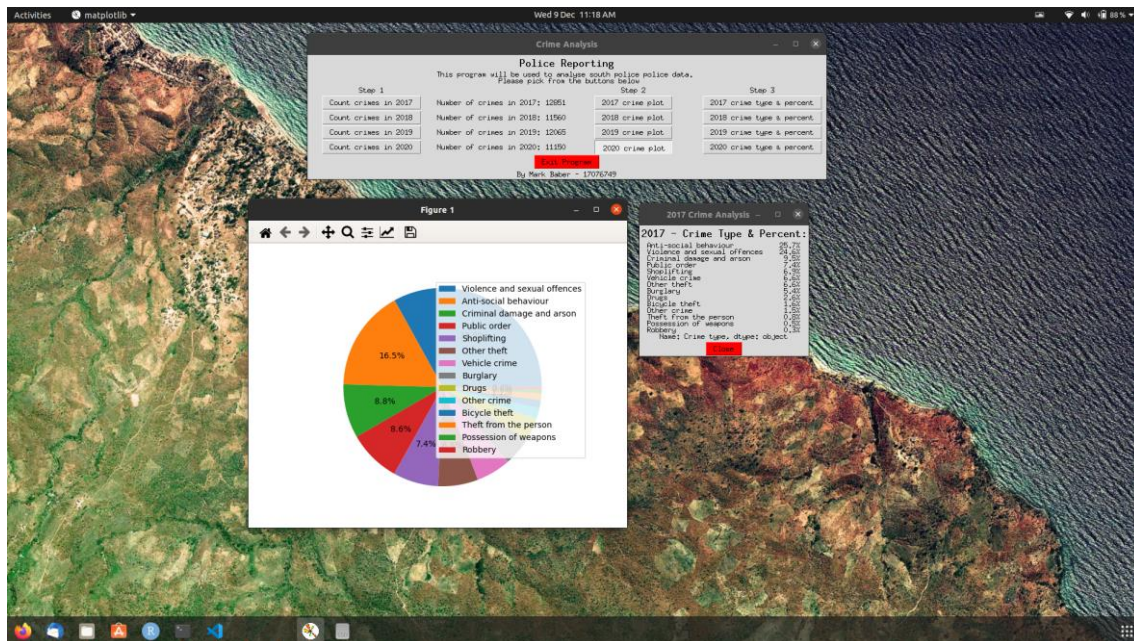 Activities matplotlib Wed 9 Dec 11:18 AM 88 %
Crime Analysis
Police Reporting
This program will be used to analyse south police police data.
Please pick from the buttons below
Step 1 Step 2 Step 3
Count crimes in 2017 Number of crimes in 2017: 12851 2017 crime plot 2017 crime type & percent
Count crimes in 2018 Number of crimes in 2018: 11560 2018 crime plot 2018 crime type & percent
Count crimes in 2019 Number of crimes in 2019: 12065 2019 crime plot 2019 crime type & percent
Count crimes in 2020 Number of crimes in 2020: 11150 2020 crime plot 2020 crime type & percent
Exit Program
By Mark Baber - 17076749
Figure 1
Violence and sexual offences
Anti-social behaviour
Criminal damage and arson
Public order
Shoplifting
Other theft
Vehicle crime
Burglary
Drugs
Other crime
Bicycle theft
Theft from the person
Possession of weapons
Robbery
16.5%
8.8%
8.6%
7.4%
2017 Crime Analysis
2017 - Crime Type & Percent:
Anti-social behaviour 25.7%
Violence and sexual offences 24.6%
Criminal damage and arson 9.5%
Public order 7.4%
Shoplifting 6.9%
Vehicle crime 6.6%
Other theft 6.6%
Burglary 5.4%
Drugs 2.6%
Bicycle theft 1.6%
Other crime 1.5%
Theft from the person 0.8%
Possession of weapons 0.5%
Robbery 0.3%
Name: Crime type, dtype: object
Close